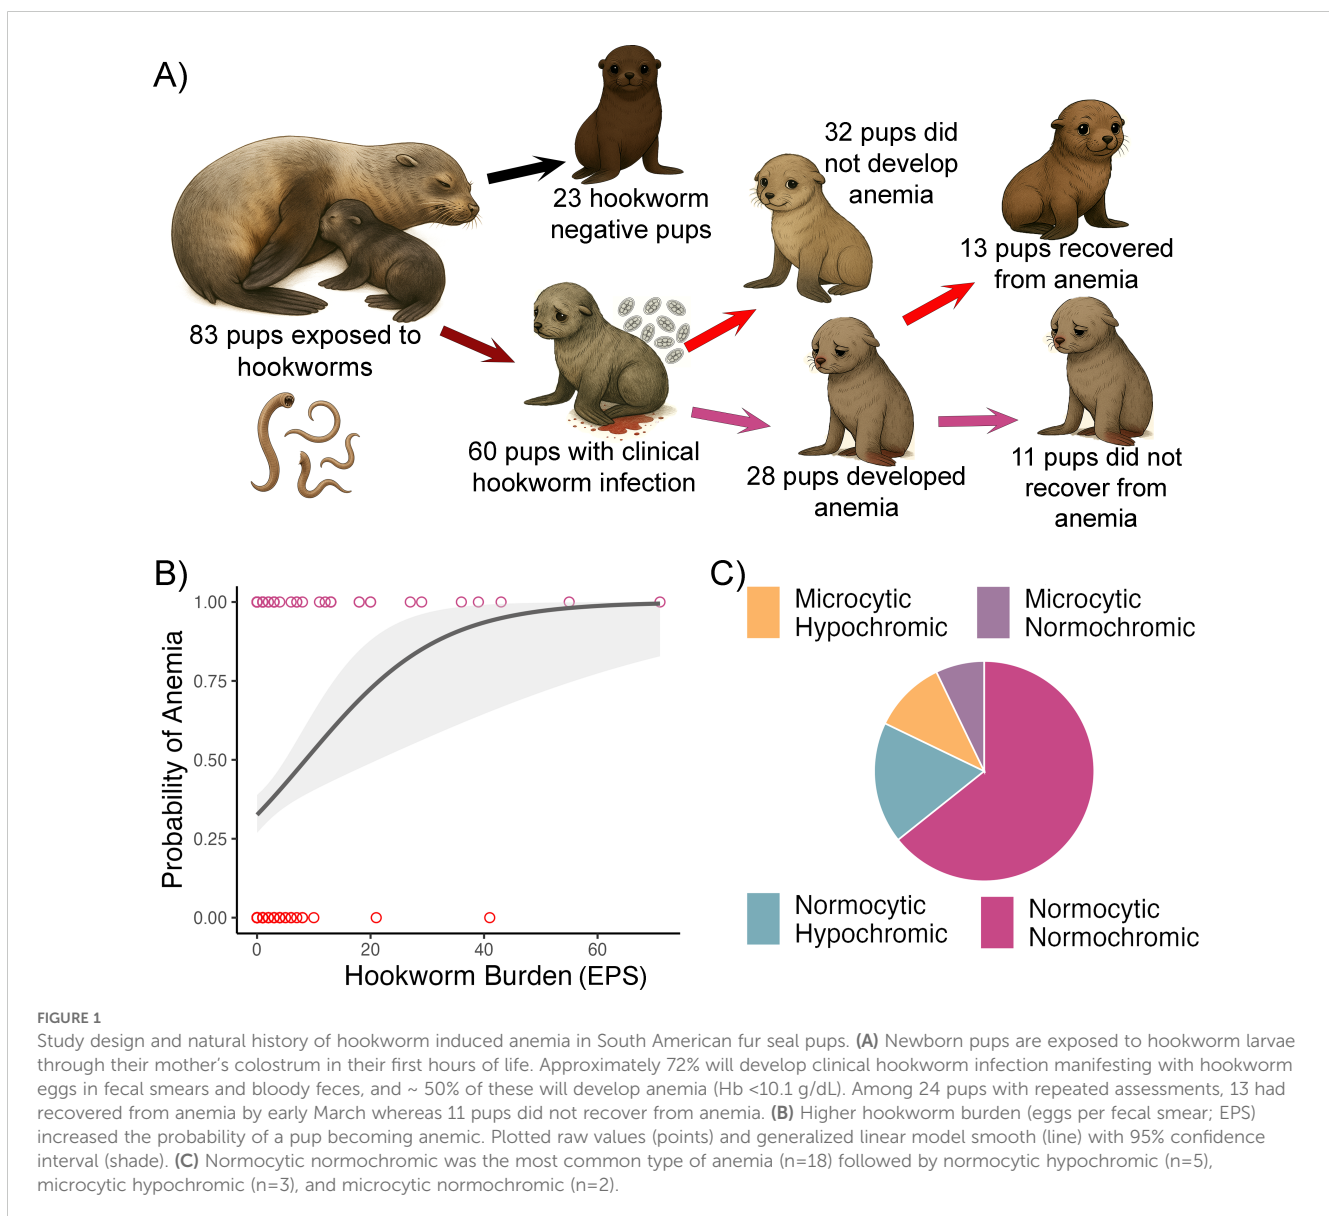 A)
23 hookworm
negative pups
32 pups did
not develop
anemia
13 pups recovered
from anemia
83 pups exposed to
hookworms
60 pups with clinical
hookworm infection
28 pups developed
anemia
11 pups did not
recover from
anemia
B)
1.00
0.75
0.50
0.25
0.00
Probability of Anemia
0
20
40
60
Hookworm Burden (EPS)
C)
Microcytic
Hypochromic
Microcytic
Normochromic
Normocytic
Hypochromic
Normocytic
Normochromic
FIGURE 1
Study design and natural history of hookworm induced anemia in South American fur seal pups. (A) Newborn pups are exposed to hookworm larvae
through their mother's colostrum in their first hours of life. Approximately 72% will develop clinical hookworm infection manifesting with hookworm
eggs in fecal smears and bloody feces, and ~ 50% of these will develop anemia (Hb <10.1 g/dL). Among 24 pups with repeated assessments, 13 had
recovered from anemia by early March whereas 11 pups did not recover from anemia. (B) Higher hookworm burden (eggs per fecal smear; EPS)
increased the probability of a pup becoming anemic. Plotted raw values (points) and generalized linear model smooth (line) with 95% confidence
interval (shade). (C) Normocytic normochromic was the most common type of anemia (n=18) followed by normocytic hypochromic (n=5),
microcytic hypochromic (n=3), and microcytic normochromic (n=2).